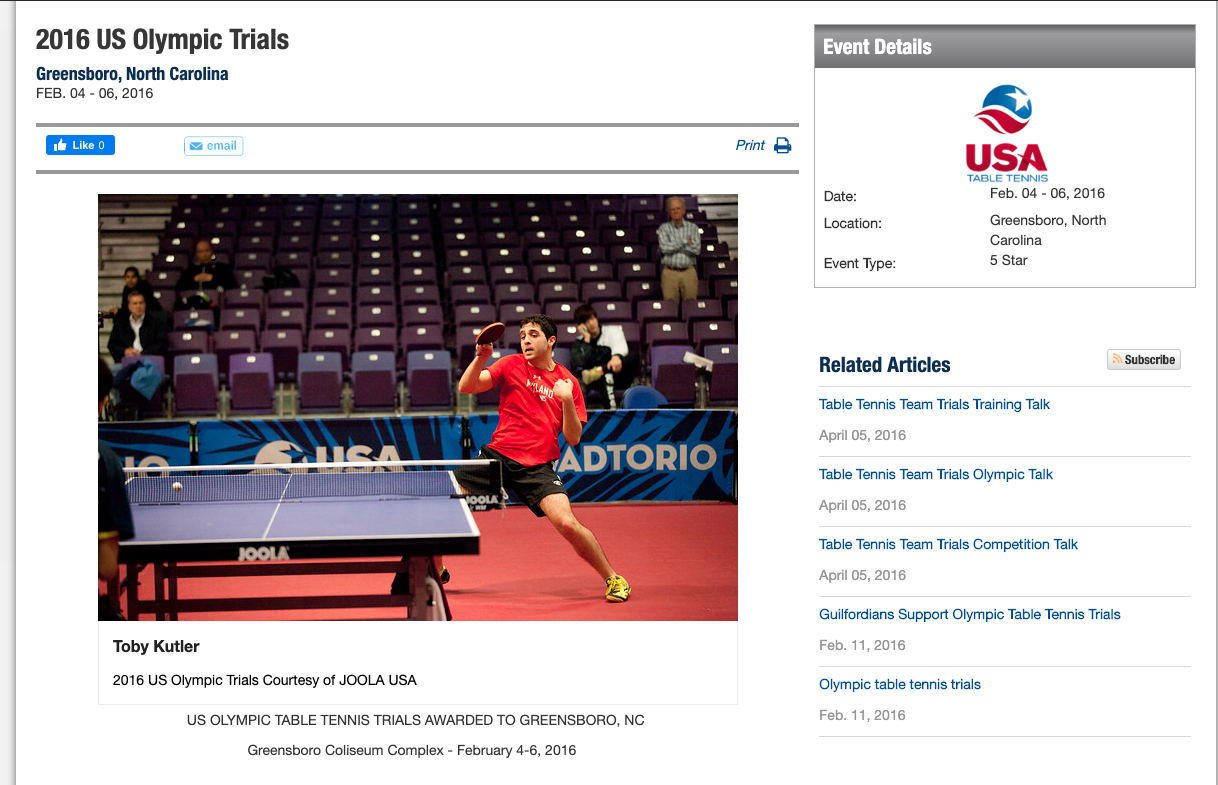 2016 US Olympic Trials
Greensboro, North Carolina
FEB. 04 - 06, 2016
Like 0
email
Print
USA
ADTORIO
JOOLA
JOOLA
Toby Kutler
2016 US Olympic Trials Courtesy of JOOLA USA
US OLYMPIC TABLE TENNIS TRIALS AWARDED TO GREENSBORO, NC
Greensboro Coliseum Complex - February 4-6, 2016
Event Details
USA
TABLE TENNIS
Date: Feb. 04 - 06, 2016
Location: Greensboro, North
Carolina
Event Type: 5 Star
Related Articles
Subscribe
Table Tennis Team Trials Training Talk
April 05, 2016
Table Tennis Team Trials Olympic Talk
April 05, 2016
Table Tennis Team Trials Competition Talk
April 05, 2016
Guilfordians Support Olympic Table Tennis Trials
Feb. 11, 2016
Olympic table tennis trials
Feb. 11, 2016